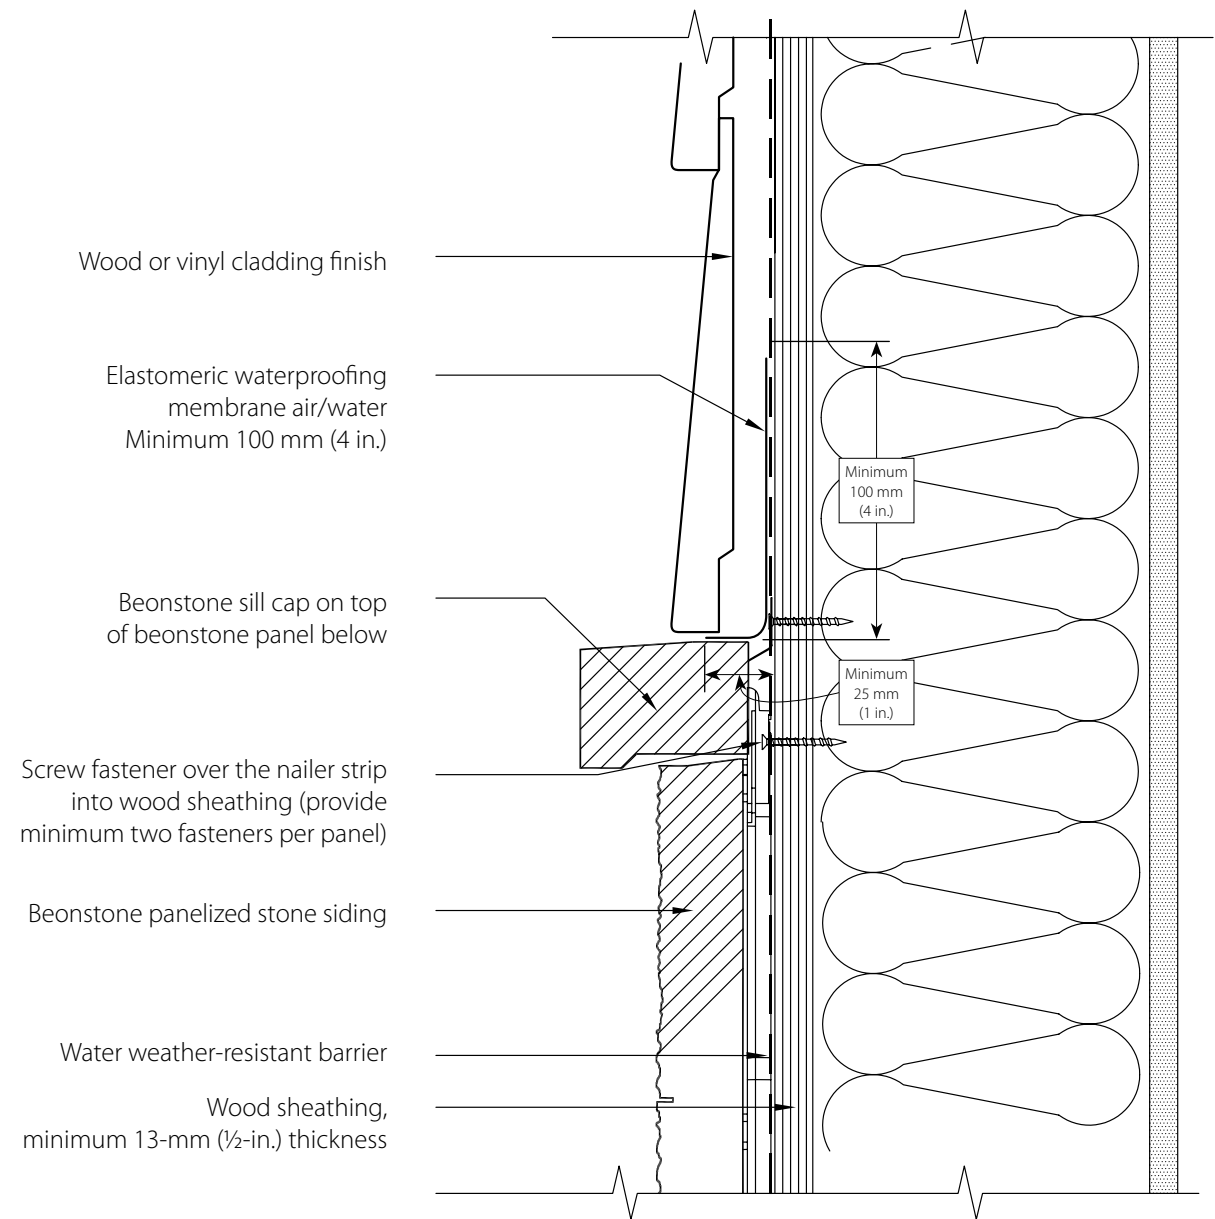 Wood or vinyl cladding finish
Elastomeric waterproofing
membrane air/water
Minimum 100 mm (4 in.)
Minimum
100 mm
(4 in.)
Beonstone sill cap on top
of beonstone panel below
Minimum
25 mm
(1 in.)
Screw fastener over the nailer strip
into wood sheathing (provide
minimum two fasteners per panel)
Beonstone panelized stone siding
Water weather-resistant barrier
Wood sheathing,
minimum 13-mm (½-in.) thickness